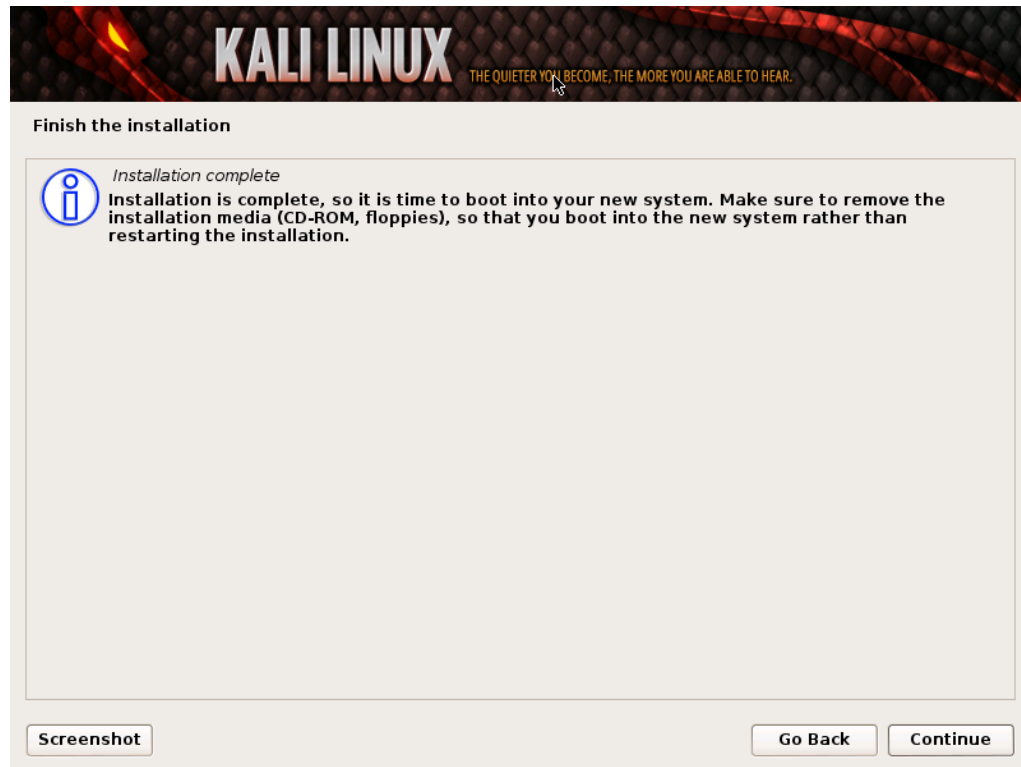 KALI LINUX
THE QUIETER YOU BECOME, THE MORE YOU ARE ABLE TO HEAR.
Finish the installation
Installation complete
Installation is complete, so it is time to boot into your new system. Make sure to remove the
installation media (CD-ROM, floppies), so that you boot into the new system rather than
restarting the installation.
Screenshot
Go Back
Continue